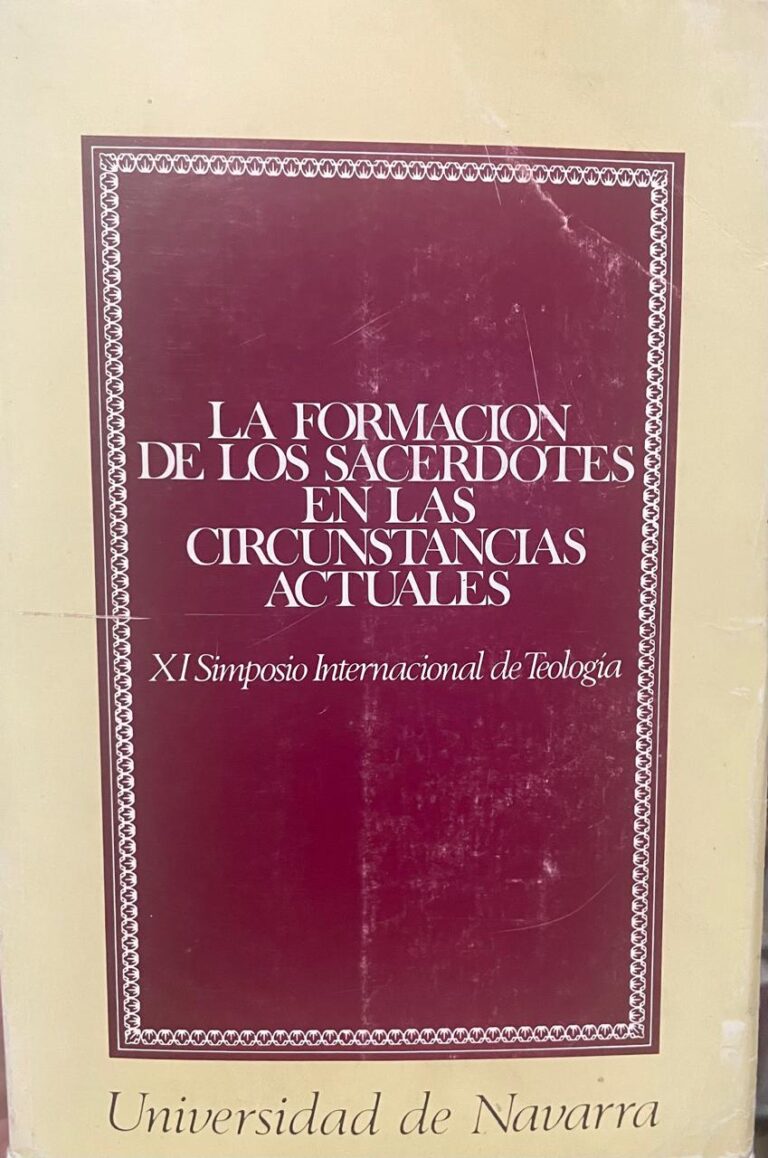 LA FORMACION
DE LOS SACERDOTES
EN LAS
CIRCUNSTANCIAS
ACTUALES
XI Simposio Internacional de Teología
Universidad de Navarra